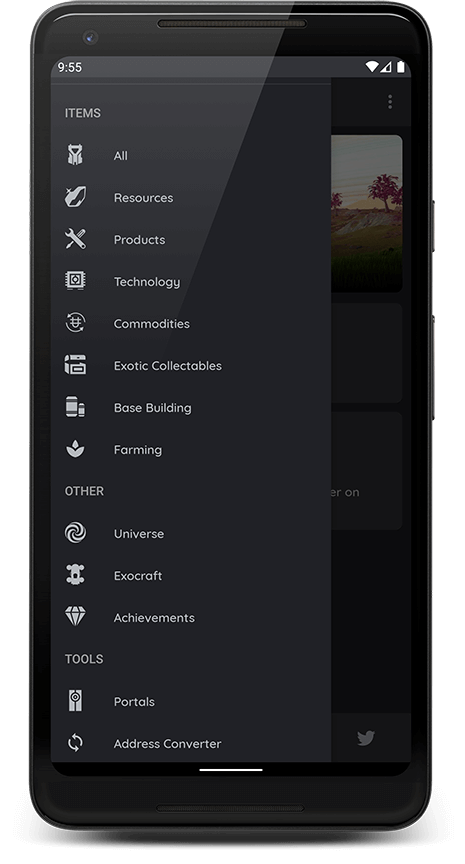 9:55
ITEMS
All
Resources
Products
Technology
Commodities
Exotic Collectables
er on
Base Building
Farming
OTHER
Universe
Exocraft
Achievements
TOOLS
Portals
Address Converter